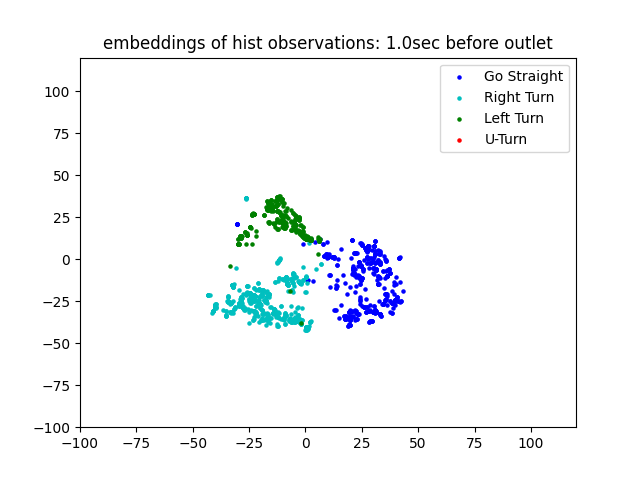 embeddings of hist observations: 1.0sec before outlet
Go Straight
Right Turn
Left Turn
U-Turn
100
75
50
25
0
−25
−50
−75
−100
−100 −75 −50 −25 0 25 50 75 100